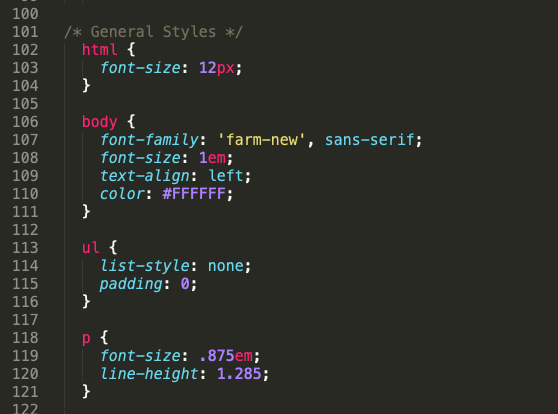 100
101 /* General Styles */
102 html {
103 font-size: 12px;
104 }
105
106 body {
107 font-family: 'farm-new', sans-serif;
108 font-size: 1em;
109 text-align: left;
110 color: #FFFFFF;
111 }
112
113 ul {
114 list-style: none;
115 padding: 0;
116 }
117
118 p {
119 font-size: .875em;
120 line-height: 1.285;
121 }
122